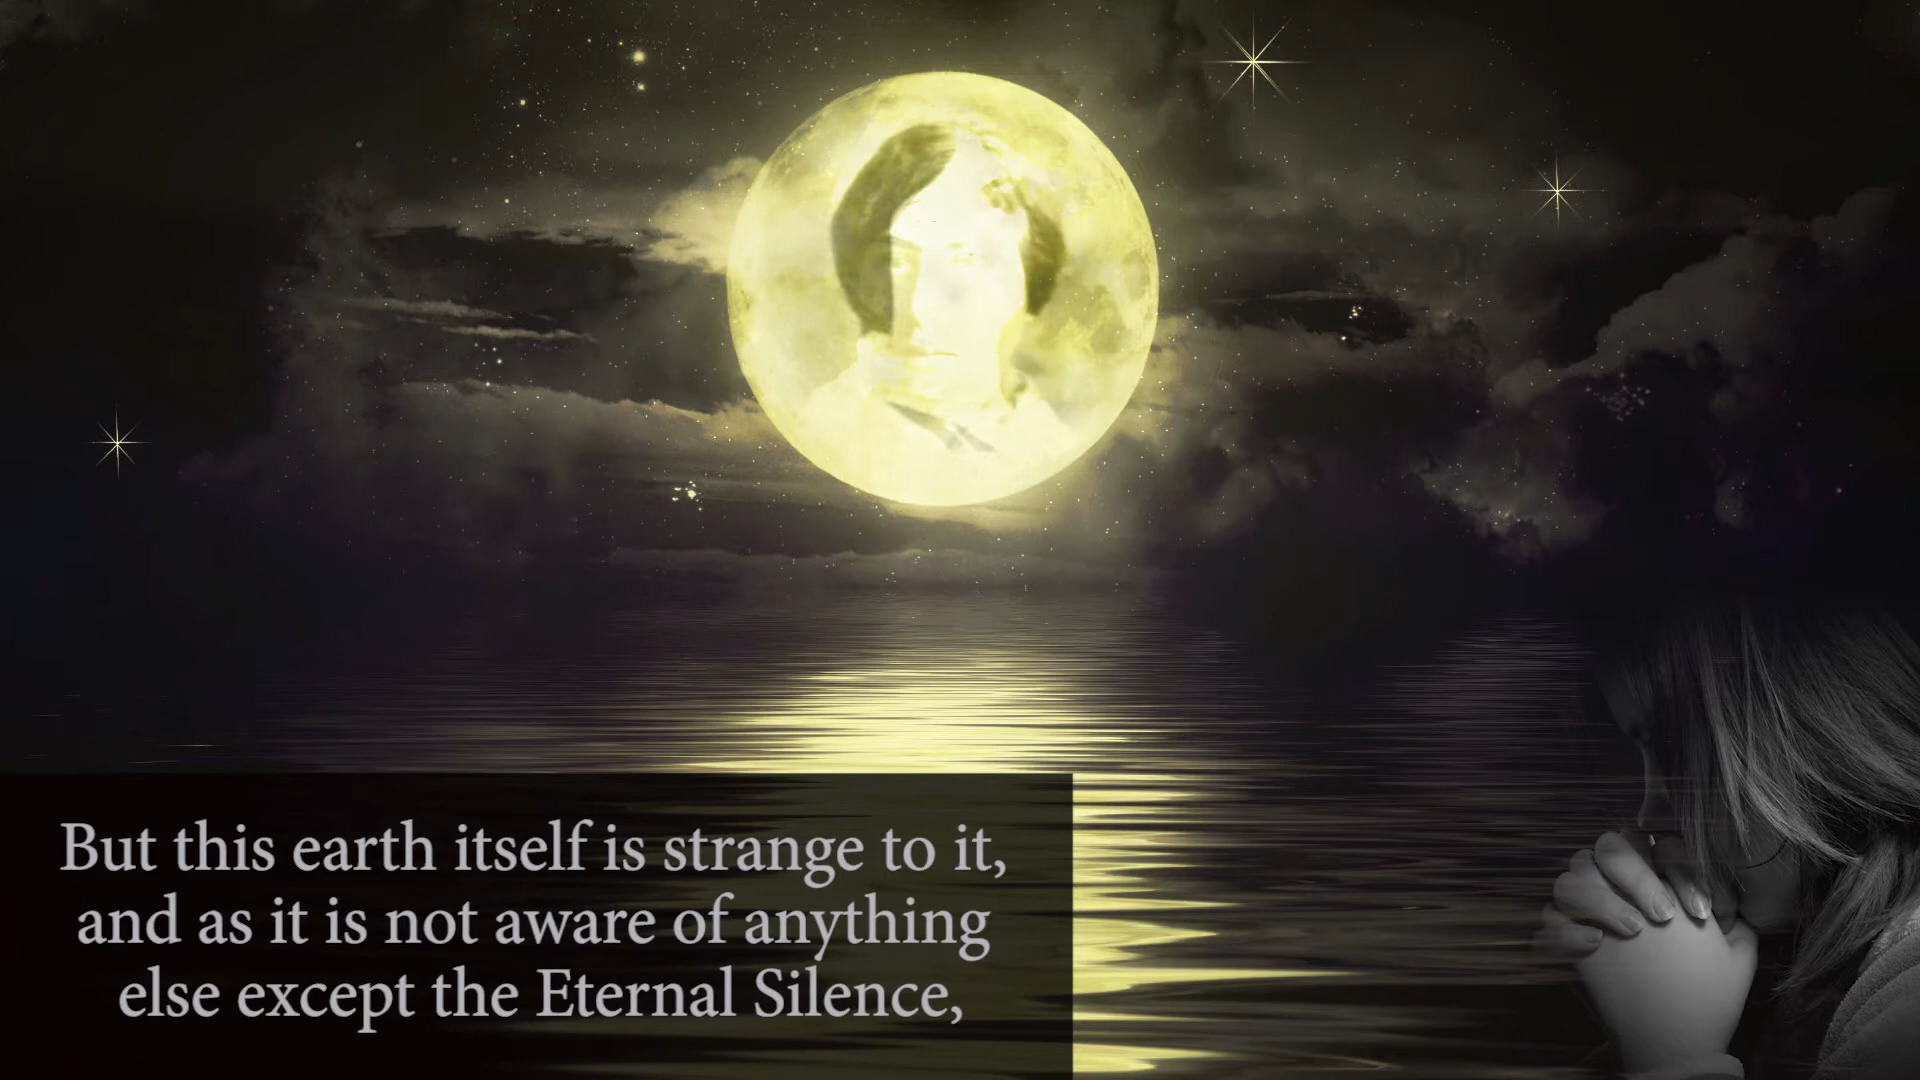 But this earth itself is strange to it,
and as it is not aware of anything
else except the Eternal Silence,